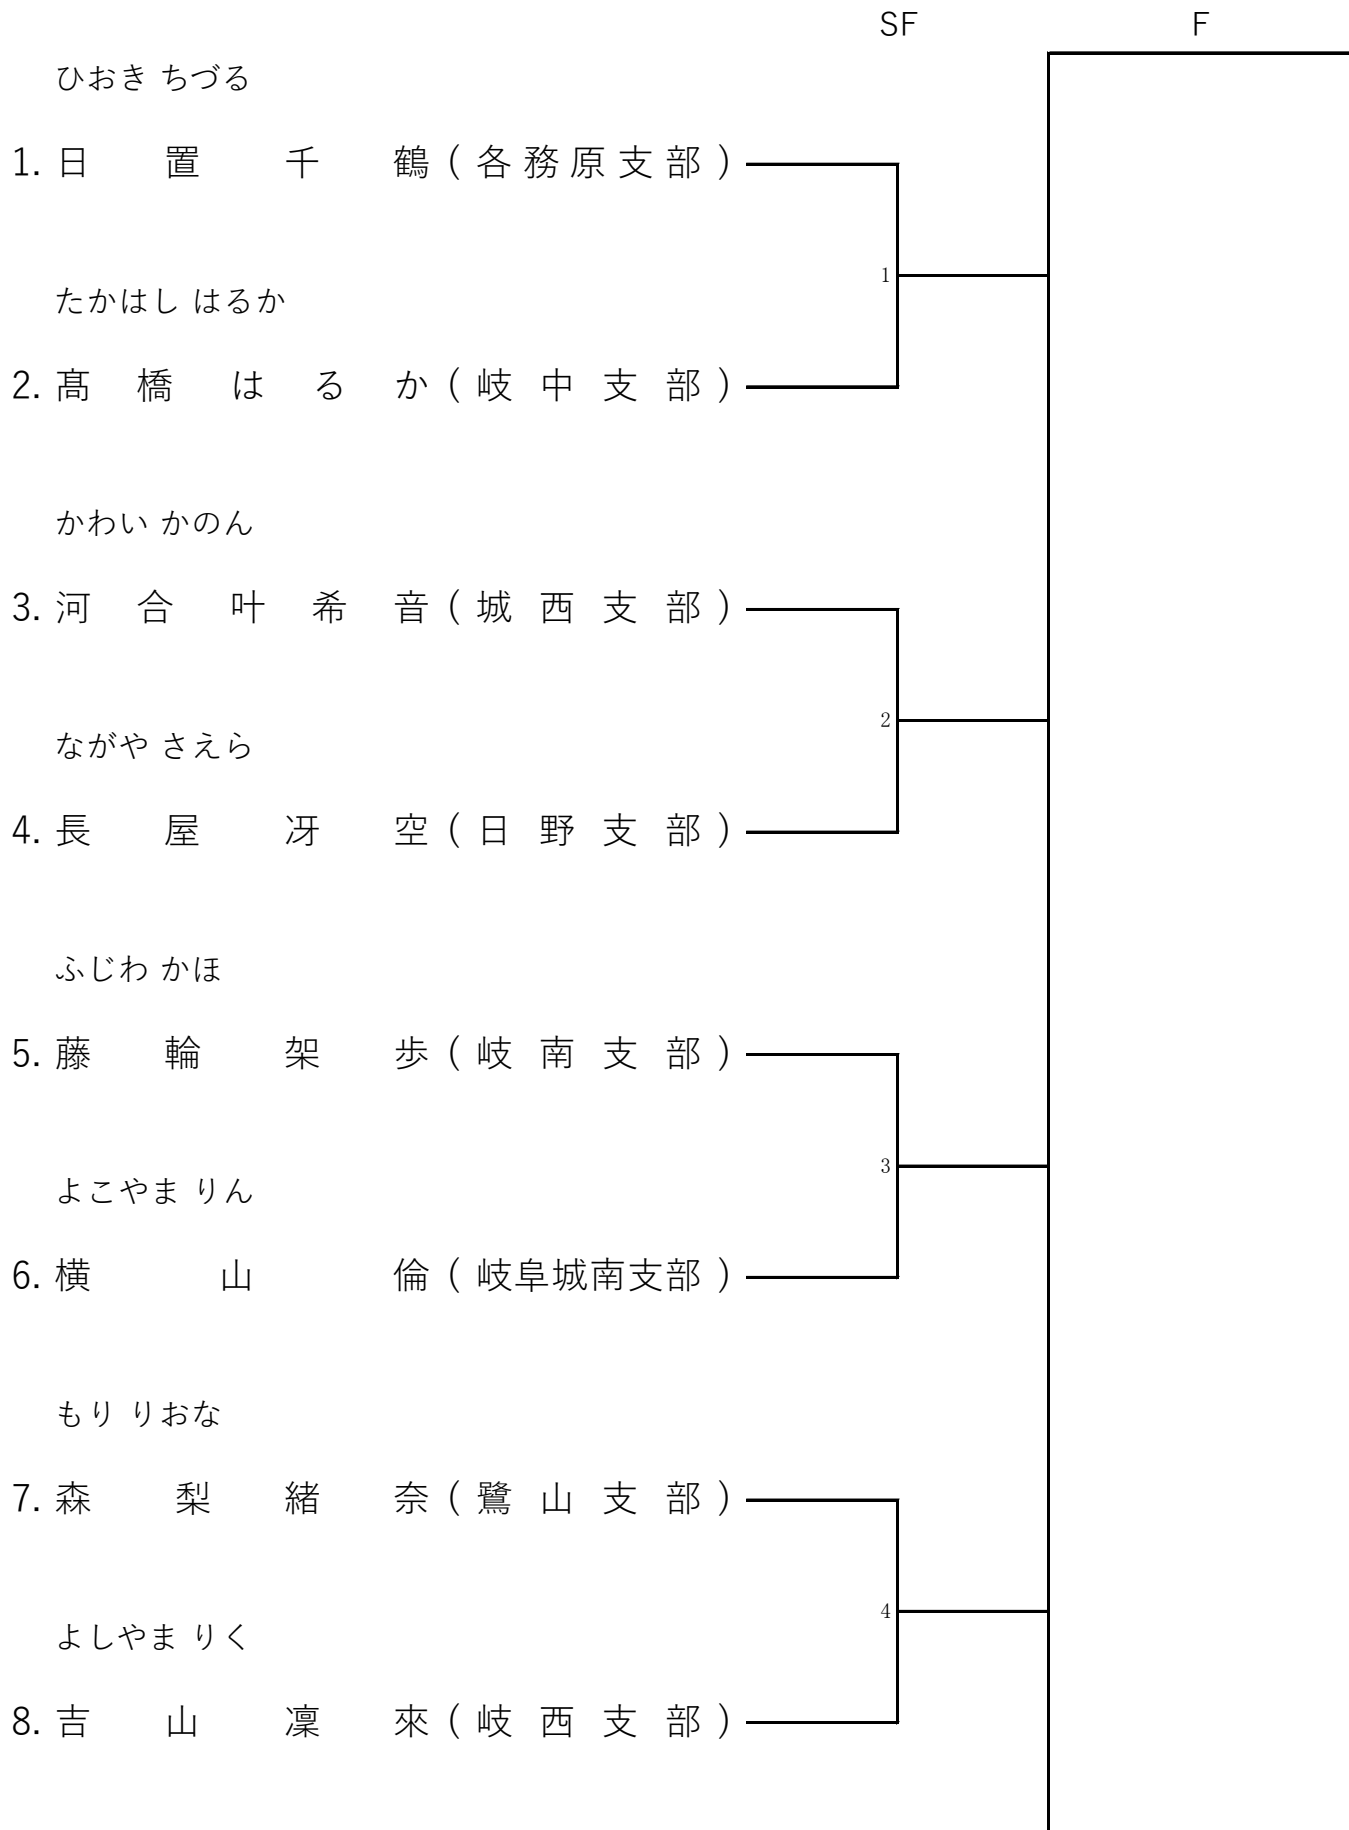 SF F
ひおき ちづる
1. 日置千鶴 ( 各務原支部 )
たかはし はるか
1
2. 髙橋はるか ( 岐中支部 )
かわい かのん
3. 河合叶希音 ( 城西支部 )
2
ながや さえら
4. 長屋冴空 ( 日野支部 )
ふじわ かほ
5. 藤輪架歩 ( 岐南支部 )
3
よこやま りん
6. 横山倫 ( 岐阜城南支部 )
もり りおな
7. 森梨緒奈 ( 鷺山支部 )
4
よしやま りく
8. 吉山凜來 ( 岐西支部 )